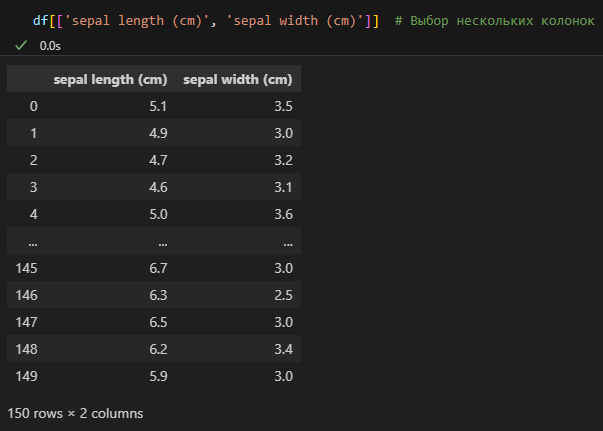 df[['sepal length (cm)', 'sepal width (cm)']]  # Выбор нескольких колонок
0.0s
sepal length (cm) sepal width (cm)
0 5.1 3.5
1 4.9 3.0
2 4.7 3.2
3 4.6 3.1
4 5.0 3.6
... ... ...
145 6.7 3.0
146 6.3 2.5
147 6.5 3.0
148 6.2 3.4
149 5.9 3.0
150 rows × 2 columns